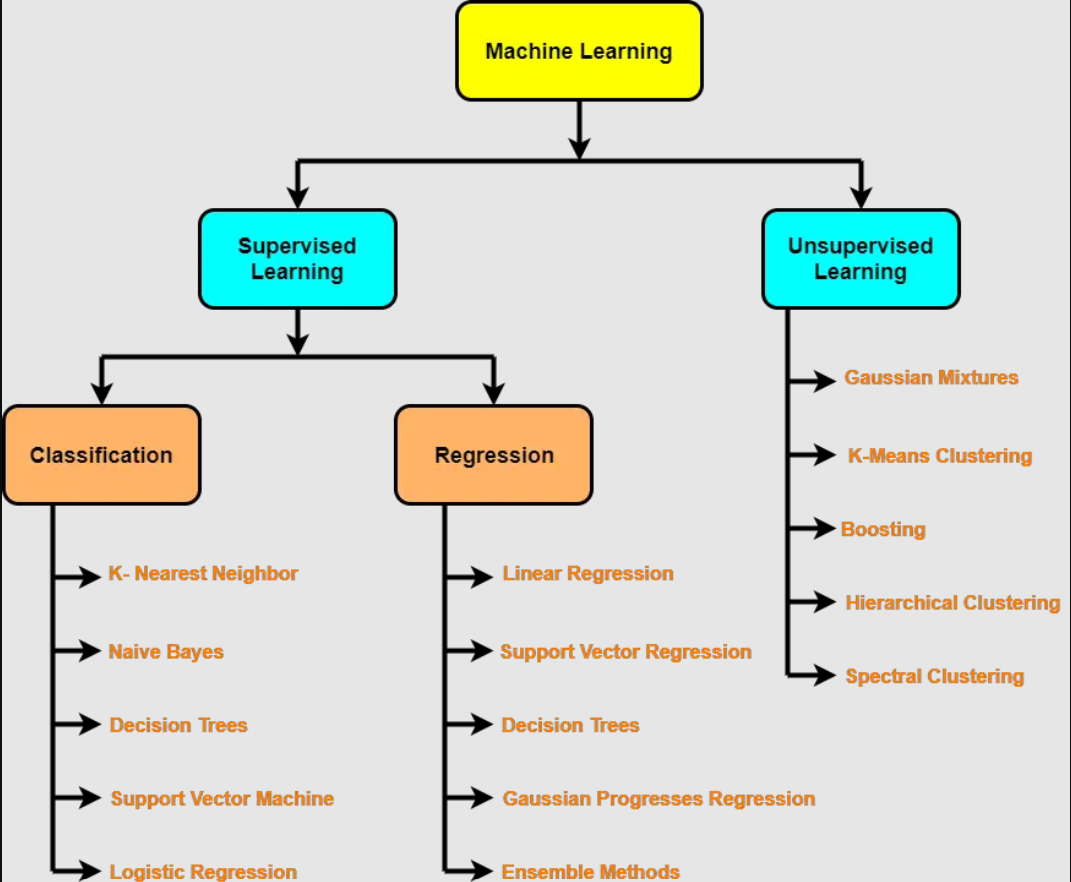 Machine Learning
Supervised
Learning
Unsupervised
Learning
Classification
Regression
K- Nearest Neighbor
Naive Bayes
Decision Trees
Support Vector Machine
Logistic Regression
Linear Regression
Support Vector Regression
Decision Trees
Gaussian Progresses Regression
Ensemble Methods
Gaussian Mixtures
K-Means Clustering
Boosting
Hierarchical Clustering
Spectral Clustering